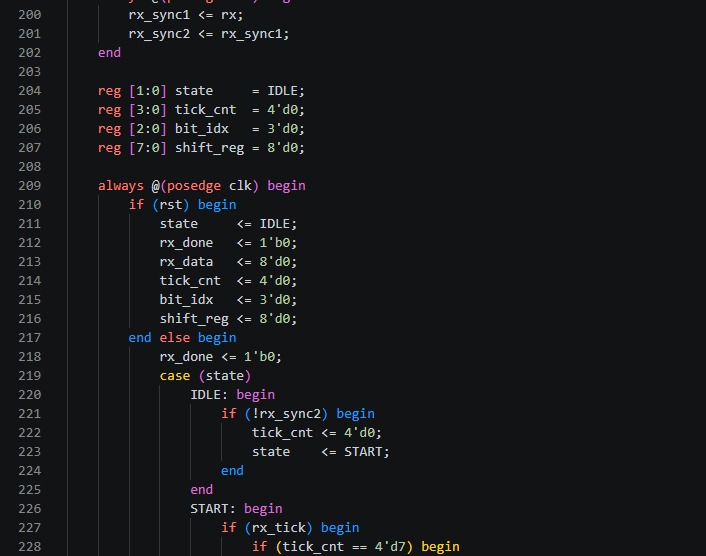 200 rx_sync1 <= rx;
201 rx_sync2 <= rx_sync1;
202 end
203
204 reg [1:0] state     = IDLE;
205 reg [3:0] tick_cnt  = 4'd0;
206 reg [2:0] bit_idx   = 3'd0;
207 reg [7:0] shift_reg = 8'd0;
208
209 always @(posedge clk) begin
210 if (rst) begin
211 state     <= IDLE;
212 rx_done   <= 1'b0;
213 rx_data   <= 8'd0;
214 tick_cnt  <= 4'd0;
215 bit_idx   <= 3'd0;
216 shift_reg <= 8'd0;
217 end else begin
218 rx_done <= 1'b0;
219 case (state)
220 IDLE: begin
221 if (!rx_sync2) begin
222 tick_cnt <= 4'd0;
223 state    <= START;
224 end
225 end
226 START: begin
227 if (rx_tick) begin
228 if (tick_cnt == 4'd7) begin